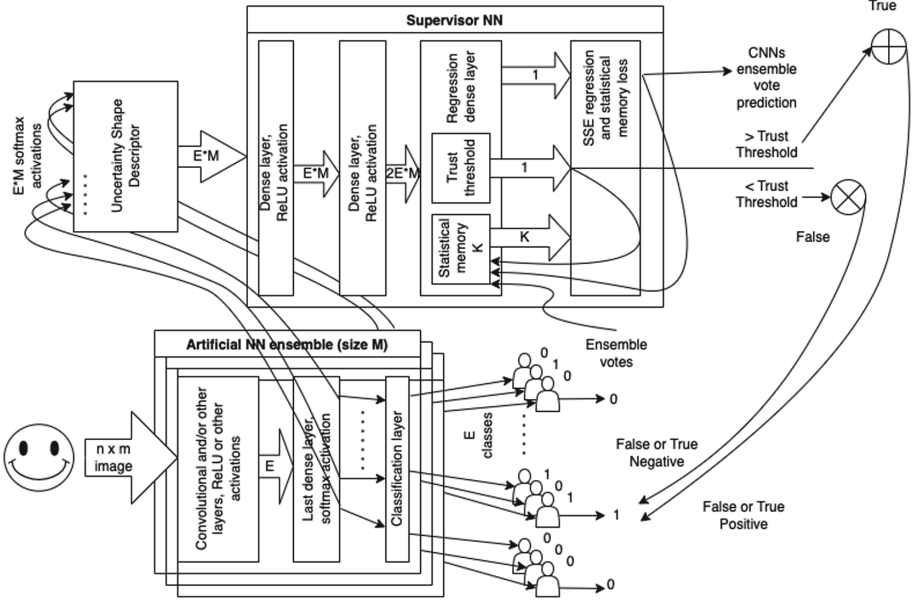 Supervisor NN
True
E*M softmax
activations
Uncertainty Shape
Descriptor
E*M
Dense layer,
ReLU activation
E*M
Dense layer,
ReLU activation
2E*M
Regression
dense layer
Trust
threshold
Statistical
memory
K
1
1
K
SSE regression
and statistical
memory loss
CNNs
ensemble
vote
prediction
> Trust
Threshold
< Trust
Threshold
False
Ensemble
votes
Artificial NN ensemble (size M)
n x m
image
Convolutional and/or other
layers, ReLU or other
activations
E
Last dense layer,
softmax activation
Classification layer
E
classes
0
1
0
0
1
0
1
1
0
0
0
0
False or True
Negative
False or True
Positive